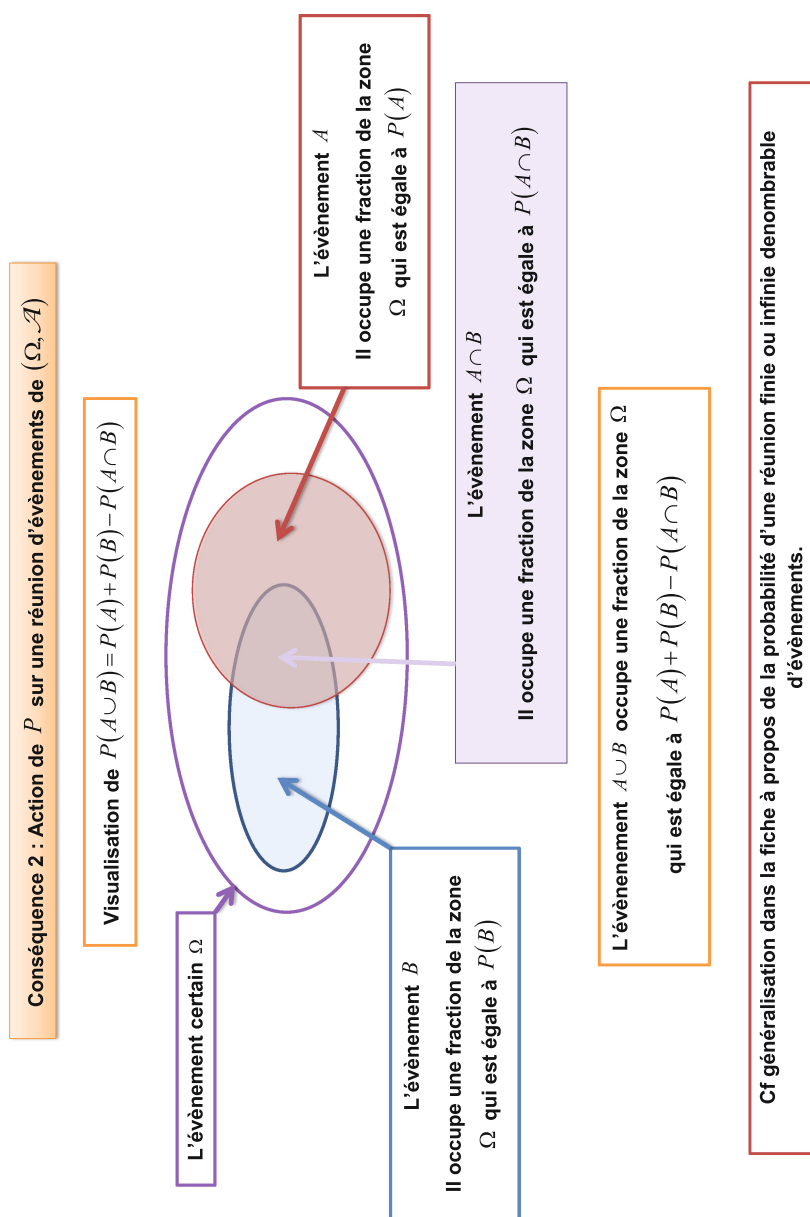 Conséquence 2 : Action de P sur une réunion d'évènements de (Ω, 𝒜)
Visualisation de P(A∪B)=P(A)+P(B)−P(A∩B)
L'évènement certain Ω
L'évènement A
Il occupe une fraction de la zone
Ω qui est égale à P(A)
L'évènement B
Il occupe une fraction de la zone
Ω qui est égale à P(B)
L'évènement A∩B
Il occupe une fraction de la zone Ω qui est égale à P(A∩B)
L'évènenement A∪B occupe une fraction de la zone Ω
qui est égale à P(A)+P(B)−P(A∩B)
Cf généralisation dans la fiche à propos de la probabilité d'une réunion finie ou infinie denombrable
d'évènements.